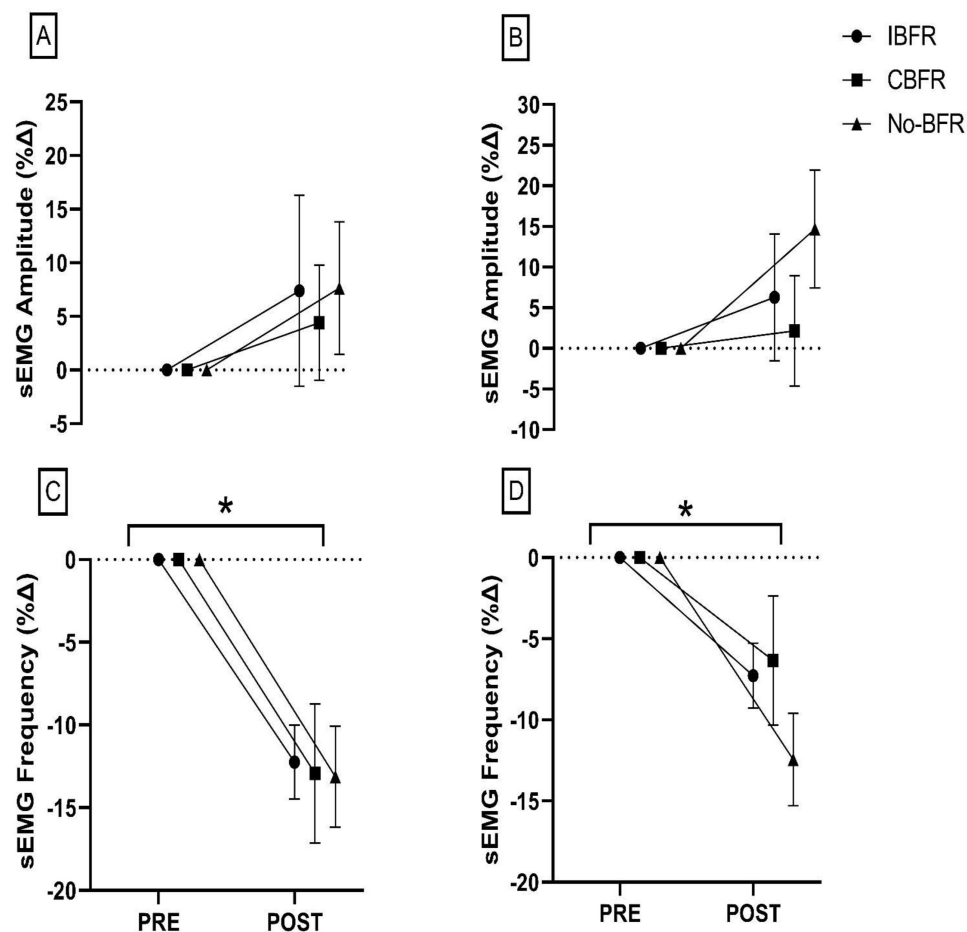 A
B
IBFR
CBFR
No-BFR
sEMG Amplitude (%Δ)
25
20
15
10
5
0
-5
sEMG Amplitude (%Δ)
30
25
20
15
10
5
0
-5
-10
C
D
*
*
sEMG Frequency (%Δ)
0
-5
-10
-15
-20
PRE
POST
sEMG Frequency (%Δ)
0
-5
-10
-15
-20
PRE
POST